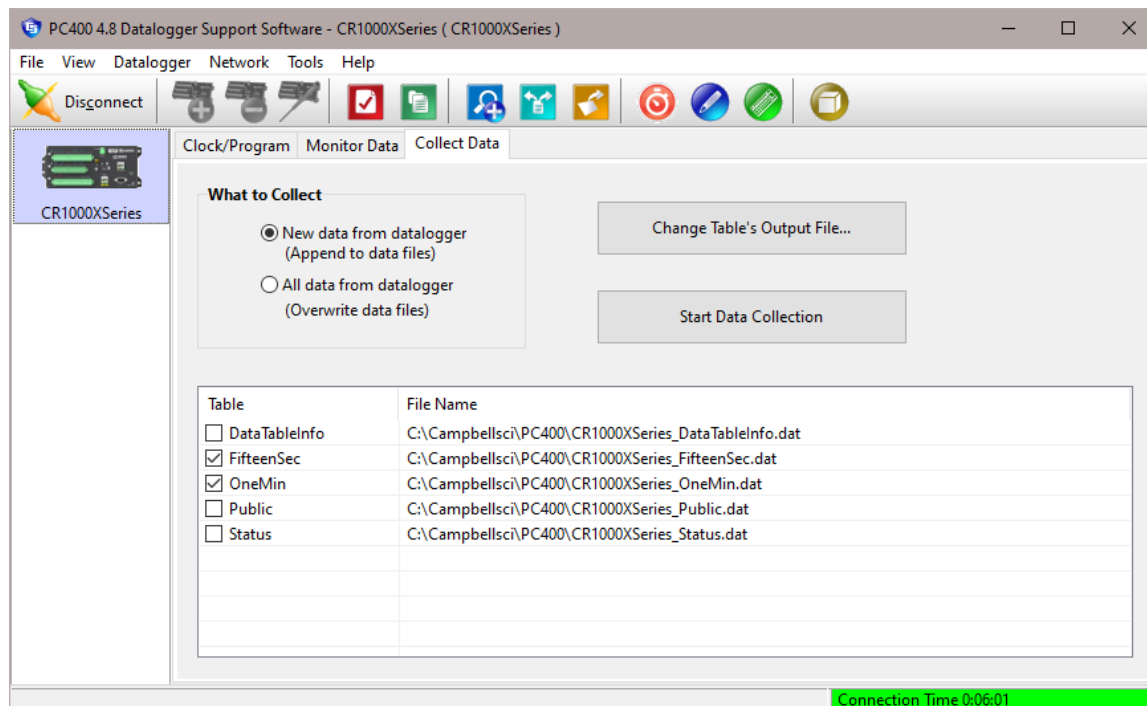 PC400 4.8 Datalogger Support Software - CR1000XSeries ( CR1000XSeries )
File View Datalogger Network Tools Help
Disconnect
CR1000XSeries
Clock/Program Monitor Data Collect Data
What to Collect
New data from datalogger
(Append to data files)
All data from datalogger
(Overwrite data files)
Change Table's Output File...
Start Data Collection
Table File Name
DataTableInfo C:\Campbellsci\PC400\CR1000XSeries_DataTableInfo.dat
FifteenSec C:\Campbellsci\PC400\CR1000XSeries_FifteenSec.dat
OneMin C:\Campbellsci\PC400\CR1000XSeries_OneMin.dat
Public C:\Campbellsci\PC400\CR1000XSeries_Public.dat
Status C:\Campbellsci\PC400\CR1000XSeries_Status.dat
Connection Time 0:06:01